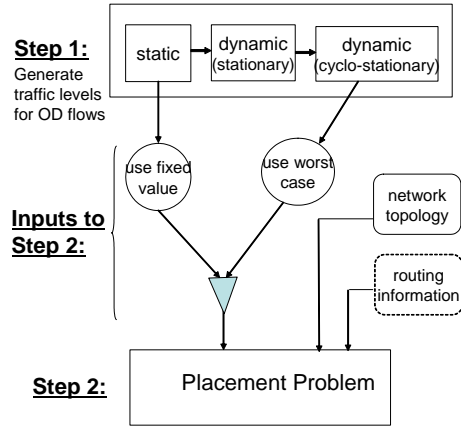 Step 1:
Generate
traffic levels
for OD flows
static
dynamic
(stationary)
dynamic
(cyclo-stationary)
Inputs to
Step 2:
use fixed
value
use worst
case
network
topology
routing
information
Step 2:
Placement Problem